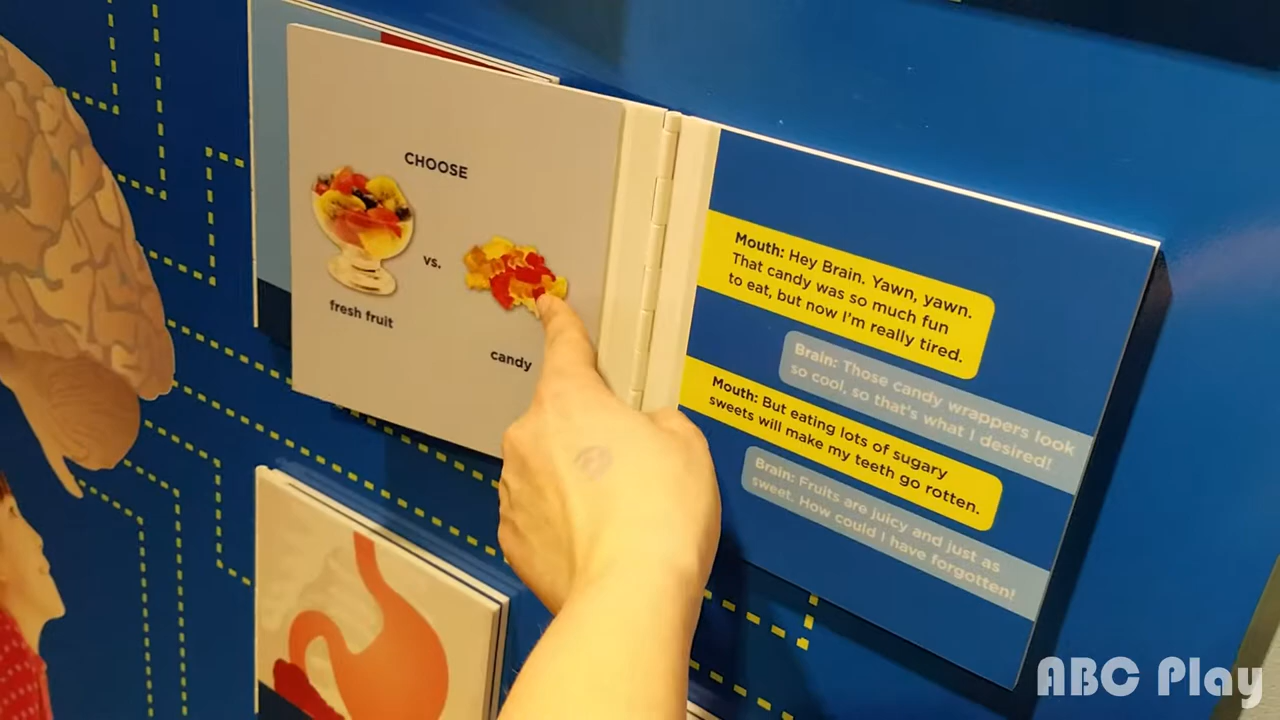 CHOOSE
vs.
fresh fruit
candy
Mouth: Hey Brain. Yawn, yawn.
That candy was so much fun
to eat, but now I'm really tired.
Brain: Those candy wrappers look
so cool, so that's what I desired!
Mouth: But eating lots of sugary
sweets will make my teeth go rotten.
Brain: Fruits are juicy and just as
sweet. How could I have forgotten!
ABC Play